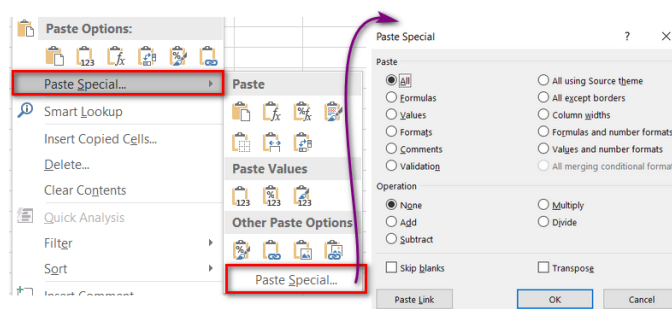 Paste Options:
Paste Special...
Smart Lookup
Insert Copied Cells...
Delete...
Clear Contents
Quick Analysis
Filter
Sort
Insert Comment
Paste
Paste Values
Other Paste Options
Paste Special...
Paste Special ? ×
Paste
All
Formulas
Values
Formats
Comments
Validation
All using Source theme
All except borders
Column widths
Formulas and number formats
Values and number formats
All merging conditional format
Operation
None
Add
Subtract
Multiply
Divide
Skip blanks
Transpose
Paste Link
OK
Cancel